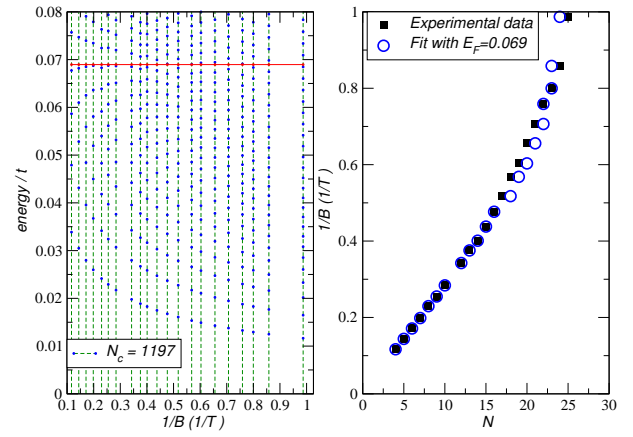 0.08
0.07
0.06
0.05
0.04
0.03
0.02
0.01
0
energy / t
N_c = 1197
0.1 0.2 0.3 0.4 0.5 0.6 0.7 0.8 0.9 1
1/B (1/T)
1
0.8
0.6
0.4
0.2
0
1/B (1/T)
Experimental data
Fit with E_F=0.069
0 5 10 15 20 25 30
N